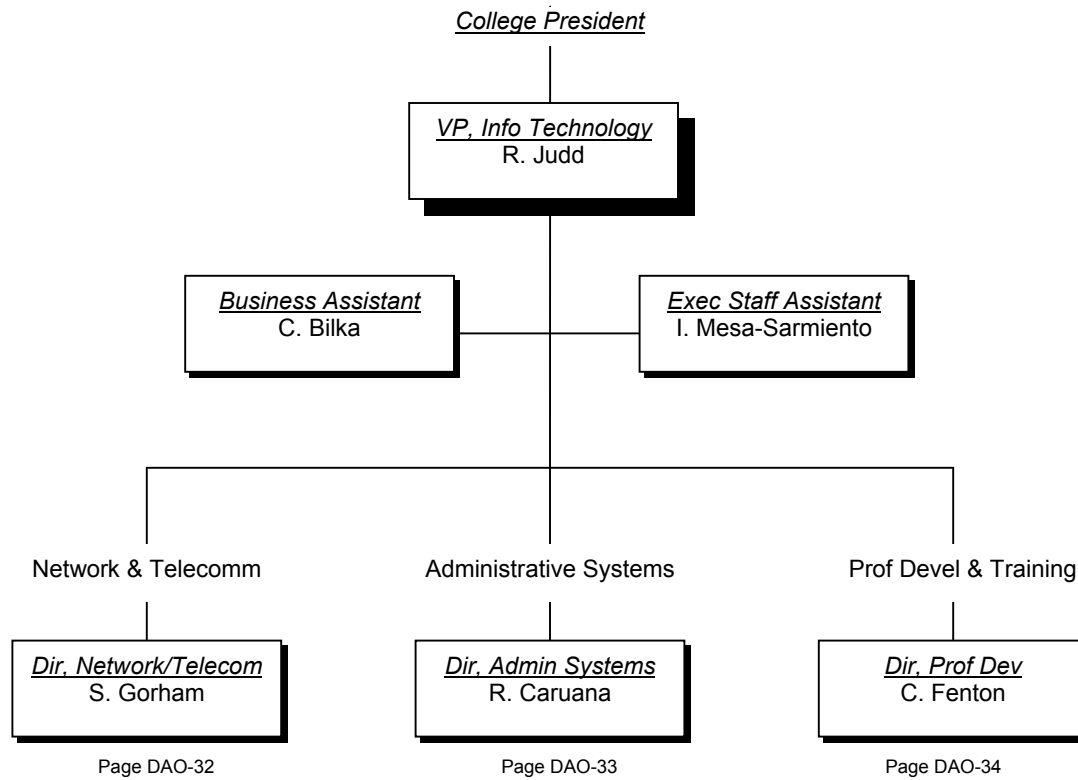 College President
VP, Info Technology
R. Judd
Business Assistant
C. Bilka
Exec Staff Assistant
I. Mesa-Sarmiento
Network & Telecomm
Administrative Systems
Prof Devel & Training
Dir, Network/Telecom
S. Gorham
Dir, Admin Systems
R. Caruana
Dir, Prof Dev
C. Fenton
Page DAO-32
Page DAO-33
Page DAO-34